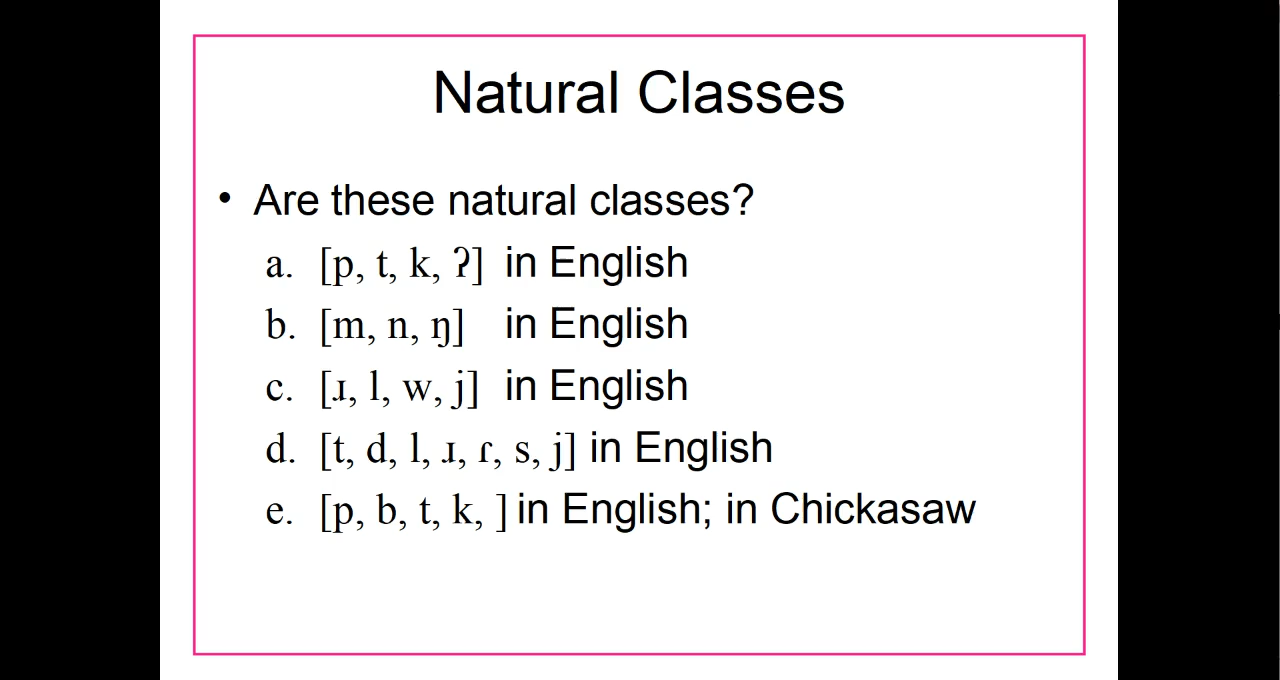 Natural Classes
• Are these natural classes?
a. [p, t, k, ʔ] in English
b. [m, n, ŋ] in English
c. [ɹ, l, w, j] in English
d. [t, d, l, ɹ, ɾ, s, j] in English
e. [p, b, t, k, ] in English; in Chickasaw